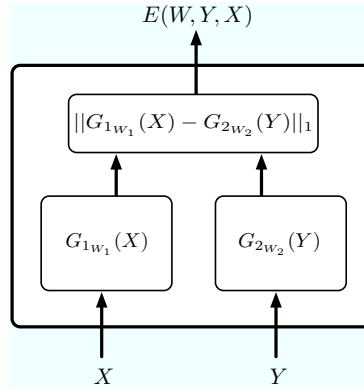 E(W, Y, X)
||G_{1_{W_1}}(X) − G_{2_{W_2}}(Y)||_1
G_{1_{W_1}}(X) G_{2_{W_2}}(Y)
X Y